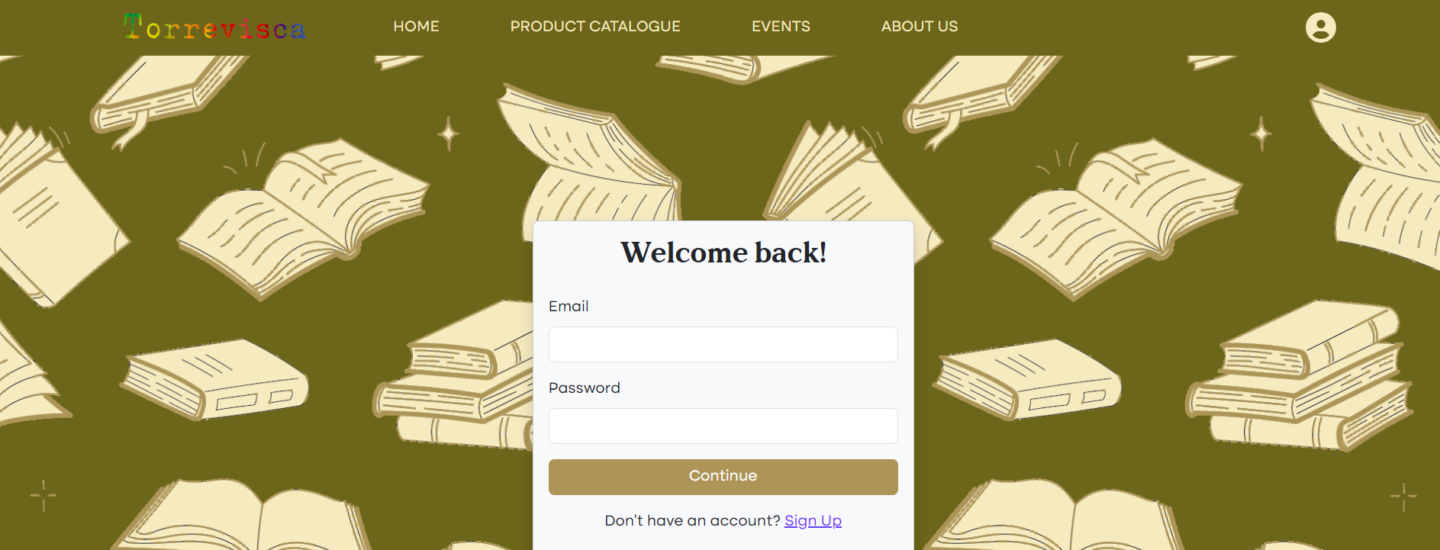 Torrevisca HOME PRODUCT CATALOGUE EVENTS ABOUT US
Welcome back!
Email
Password
Continue
Don't have an account? Sign Up